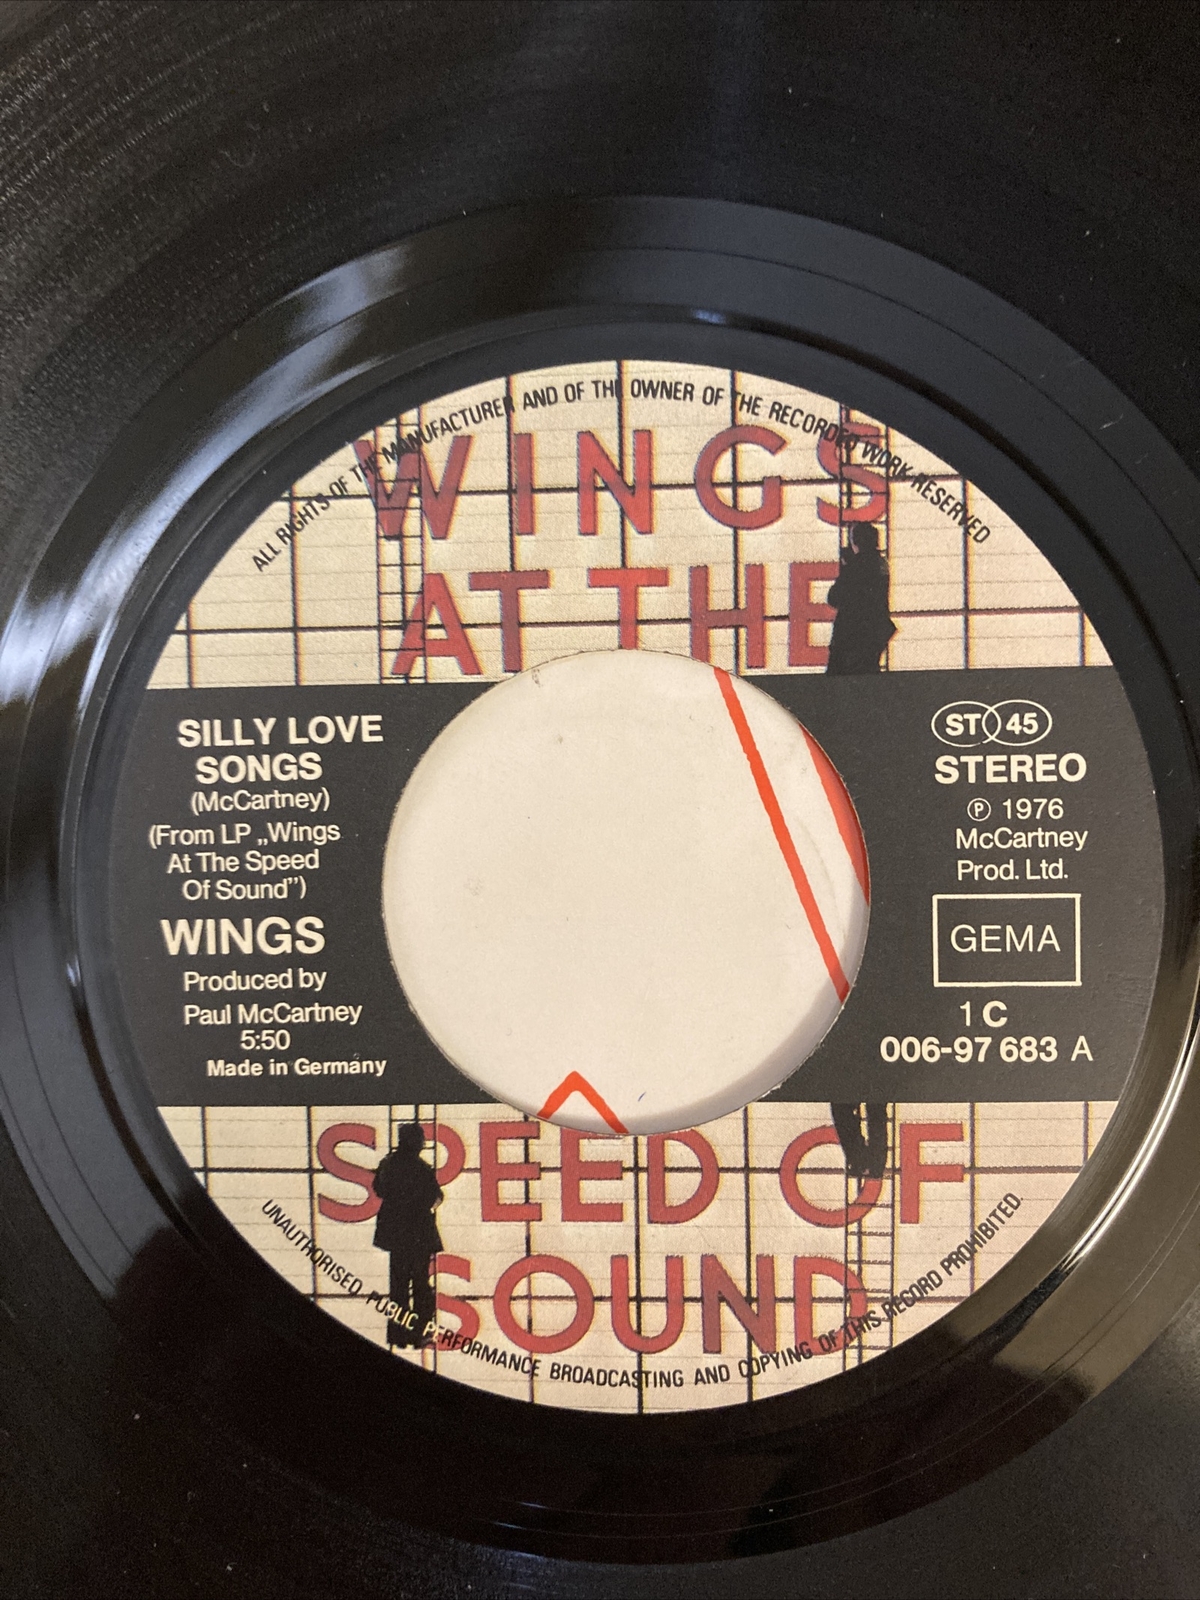 ALL RIGHTS OF THE MANUFACTURER AND OF THE OWNER OF THE RECORDED WORK RESERVED
WINGS
AT THE
SILLY LOVE
SONGS
(McCartney)
(From LP „Wings
At The Speed
Of Sound”)
WINGS
Produced by
Paul McCartney
5:50
Made in Germany
ST 45
STEREO
Ⓟ 1976
McCartney
Prod. Ltd.
GEMA
1 C
006-97 683 A
SPEED OF
SOUND
UNAUTHORISED PUBLIC PERFORMANCE BROADCASTING AND COPYING OF THIS RECORD PROHIBITED.